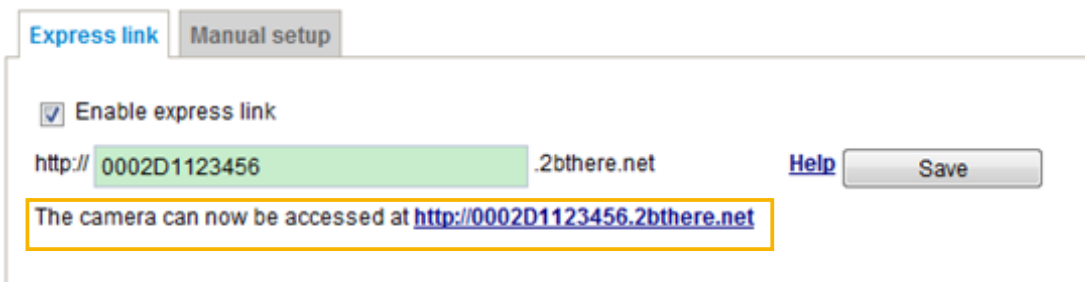 Express link Manual setup
Enable express link
http:// 0002D1123456 .2bthere.net Help Save
The camera can now be accessed at http://0002D1123456.2bthere.net